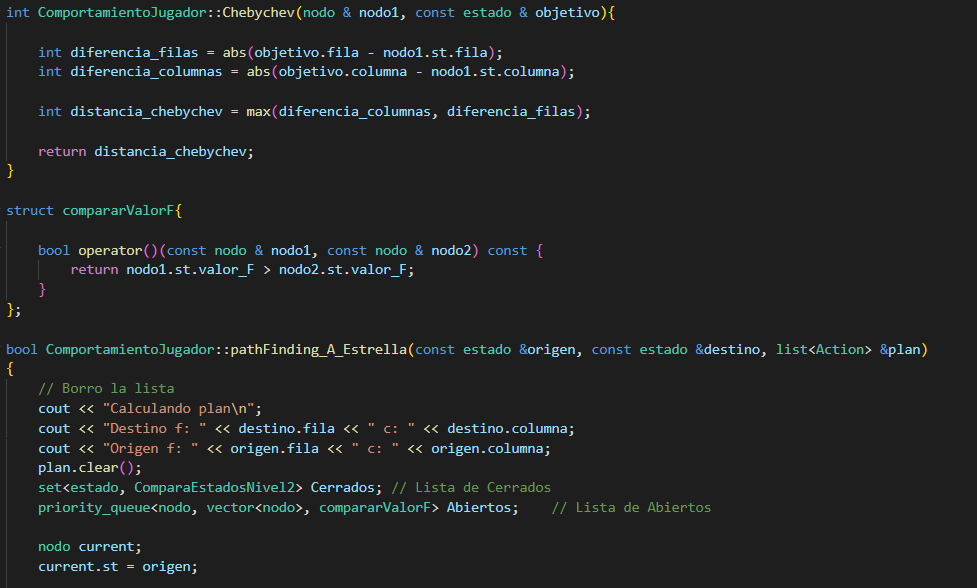 int ComportamientoJugador::Chebychev(nodo & nodo1, const estado & objetivo){
int diferencia_filas = abs(objetivo.fila - nodo1.st.fila);
int diferencia_columnas = abs(objetivo.columna - nodo1.st.columna);
int distancia_chebychev = max(diferencia_columnas, diferencia_filas);
return distancia_chebychev;
}
struct compararValorF{
bool operator()(const nodo & nodo1, const nodo & nodo2) const {
return nodo1.st.valor_F > nodo2.st.valor_F;
}
};
bool ComportamientoJugador::pathFinding_A_Estrella(const estado &origen, const estado &destino, list<Action> &plan)
{
// Borro la lista
cout << "Calculando plan\n";
cout << "Destino f: " << destino.fila << " c: " << destino.columna;
cout << "Origen f: " << origen.fila << " c: " << origen.columna;
plan.clear();
set<estado, ComparaEstadosNivel2> Cerrados; // Lista de Cerrados
priority_queue<nodo, vector<nodo>, compararValorF> Abiertos; // Lista de Abiertos
nodo current;
current.st = origen;